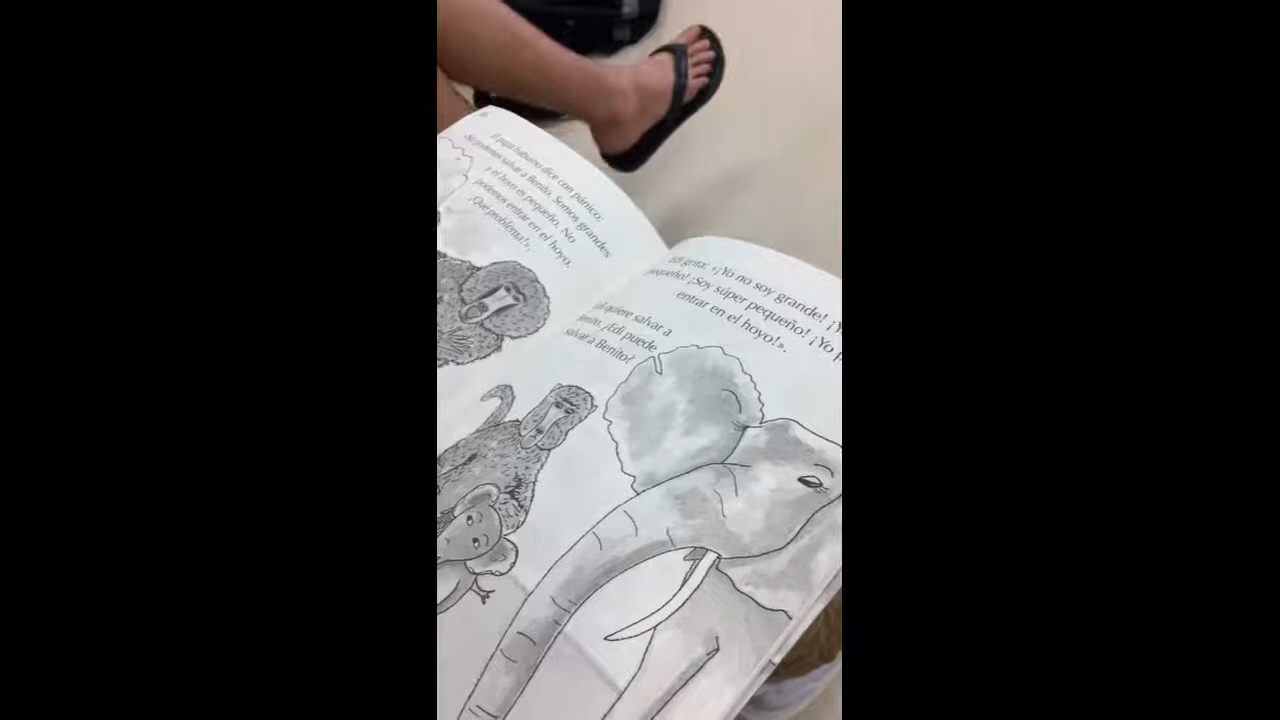 El papá babuino dice con pánico:
«No podemos salvar a Benito. Somos grandes
y el hoyo es pequeño. No
podemos entrar en el hoyo.
¡Qué problema!».
Edi grita: «¡Yo no soy grande! ¡Y
pequeño! ¡Soy súper pequeño! ¡Yo p
entrar en el hoyo!».
quiere salvar a
Benito. ¿Edi puede
salvar a Benito?